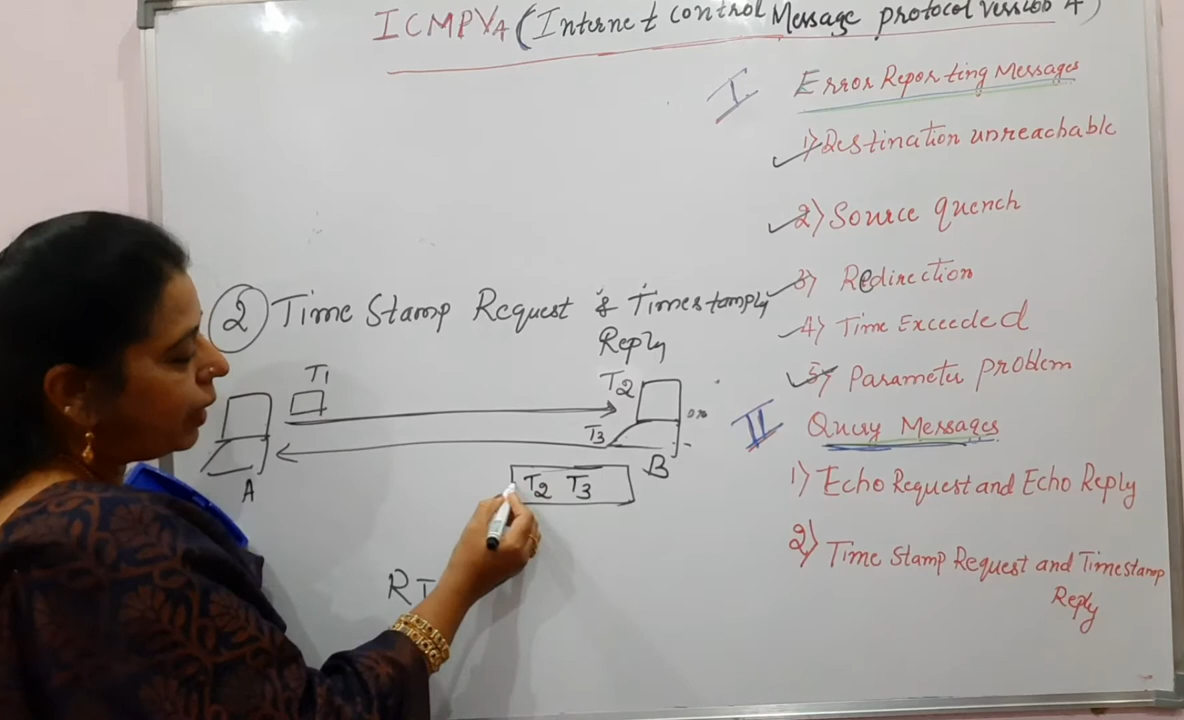 ICMPV4 (Internet control Message protocol version 4)
I Error Reporting Messages
1) Destination unreachable
2) Source quench
3) Redirection
4) Time Exceeded
5) Parameter problem
II Query Messages
1) Echo Request and Echo Reply
2) Time Stamp Request and Timestamp
Reply
2 Time Stamp Request & Timestamply
Reply
T1
T2
T3
A
B
T2 T3
RT